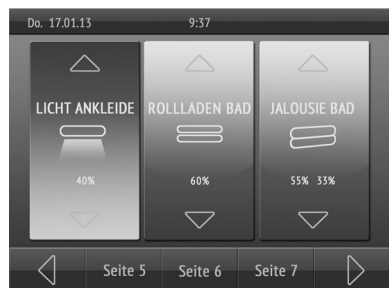 Do. 17.01.13 9:37
LICHT ANKLEIDE
40%
ROLLLADEN BAD
60%
JALOUSIE BAD
55% 33%
Seite 5 Seite 6 Seite 7